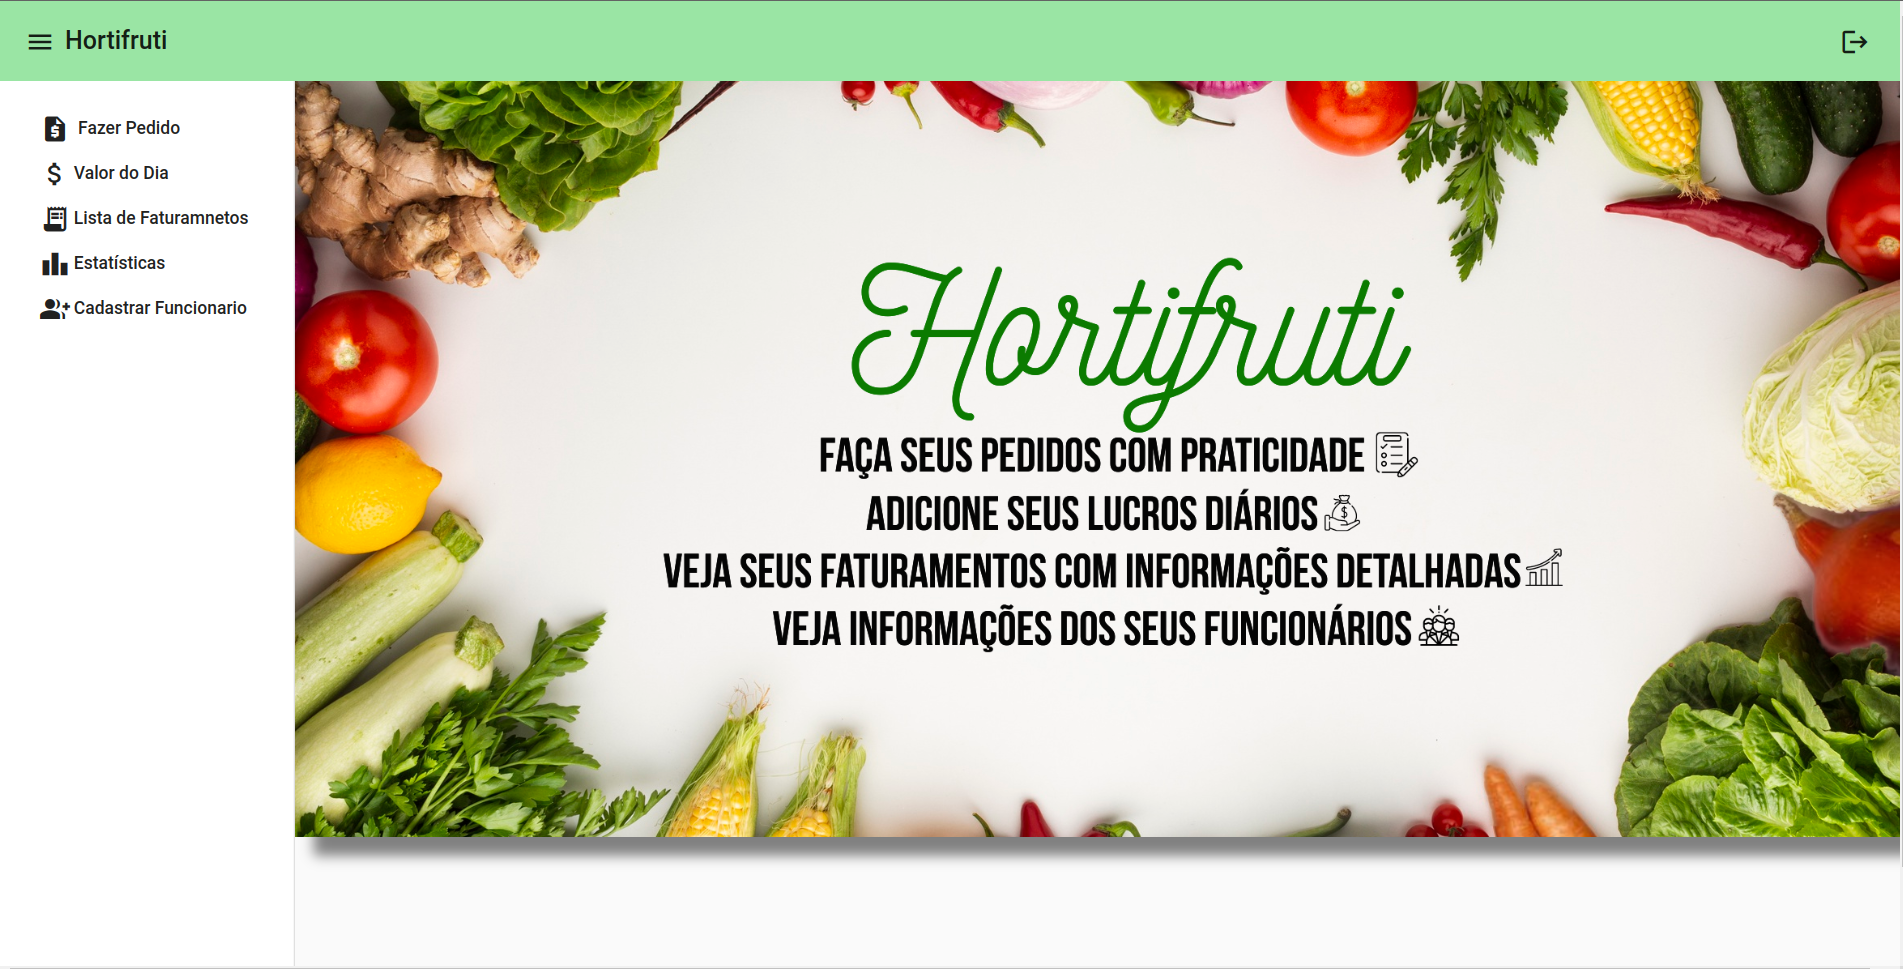 Hortifruti
Fazer Pedido
Valor do Dia
Lista de Faturamnetos
Estatísticas
Cadastrar Funcionario
Hortifruti
FAÇA SEUS PEDIDOS COM PRATICIDADE
ADICIONE SEUS LUCROS DIÁRIOS
VEJA SEUS FATURAMENTOS COM INFORMAÇÕES DETALHADAS
VEJA INFORMAÇÕES DOS SEUS FUNCIONÁRIOS